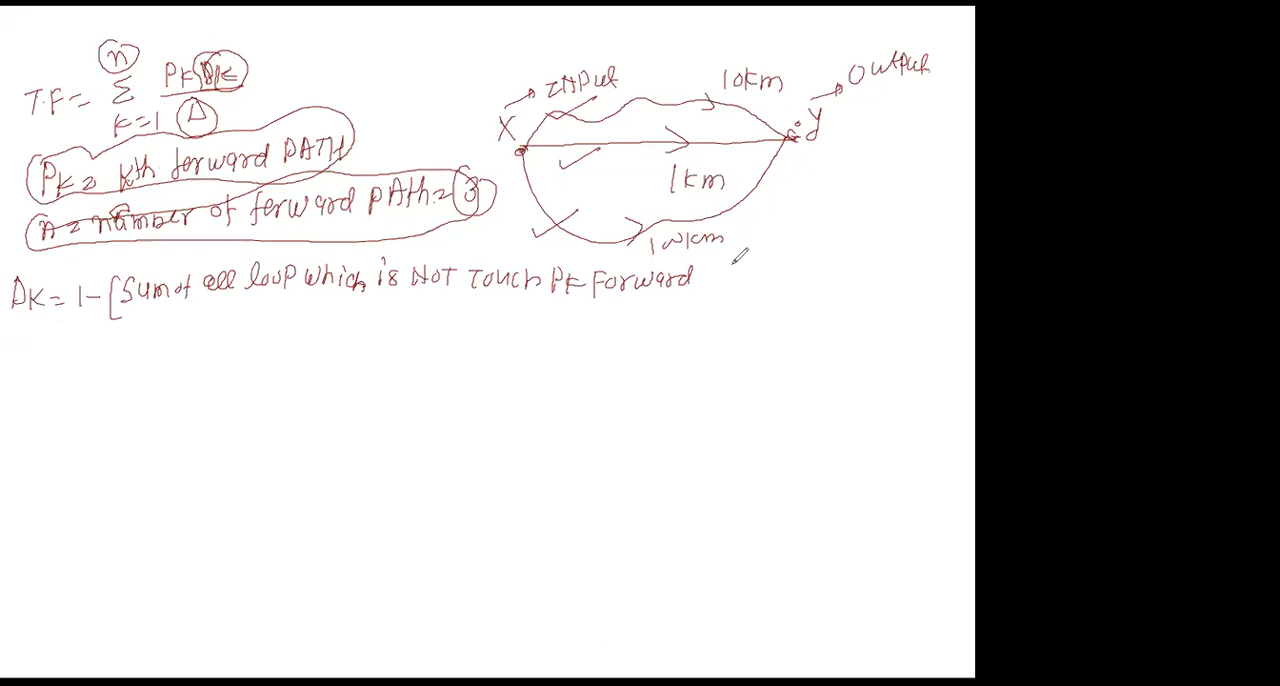 n
T.F = Σ PkΔk / Δ
K=1
Pk = Kth forward PATH
n = number of forward PAth = 3
ΔK = 1-[Sum of all loop which is NOT Touch Pk Forward
X → Input
10km
Y → Output
1km
100km